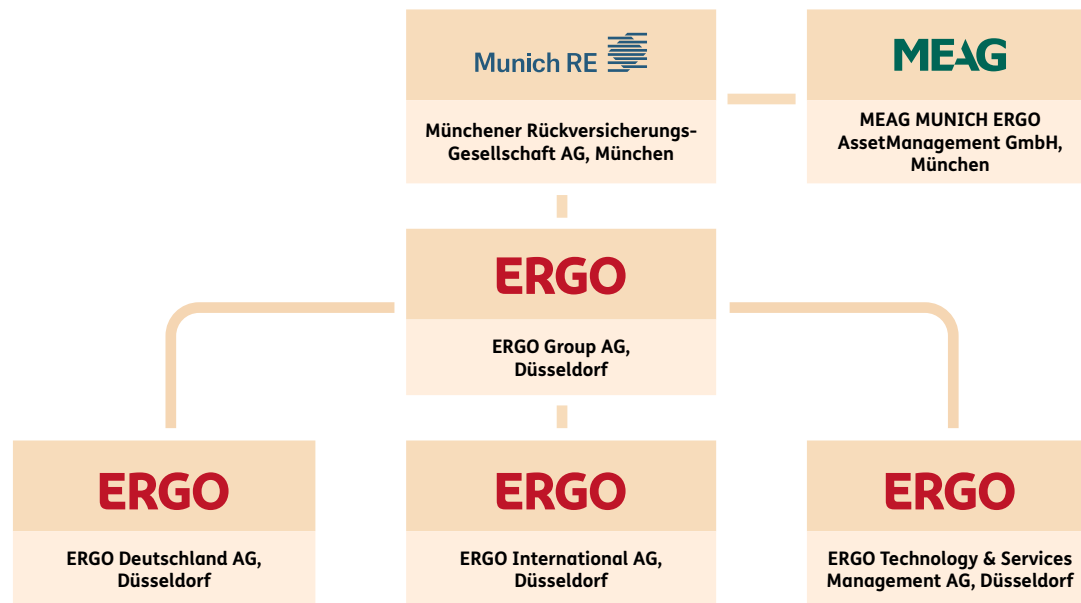 Munich RE
MEAG
Münchener Rückversicherungs-
Gesellschaft AG, München
MEAG MUNICH ERGO
AssetManagement GmbH,
München
ERGO
ERGO Group AG,
Düsseldorf
ERGO
ERGO Deutschland AG,
Düsseldorf
ERGO
ERGO International AG,
Düsseldorf
ERGO
ERGO Technology & Services
Management AG, Düsseldorf